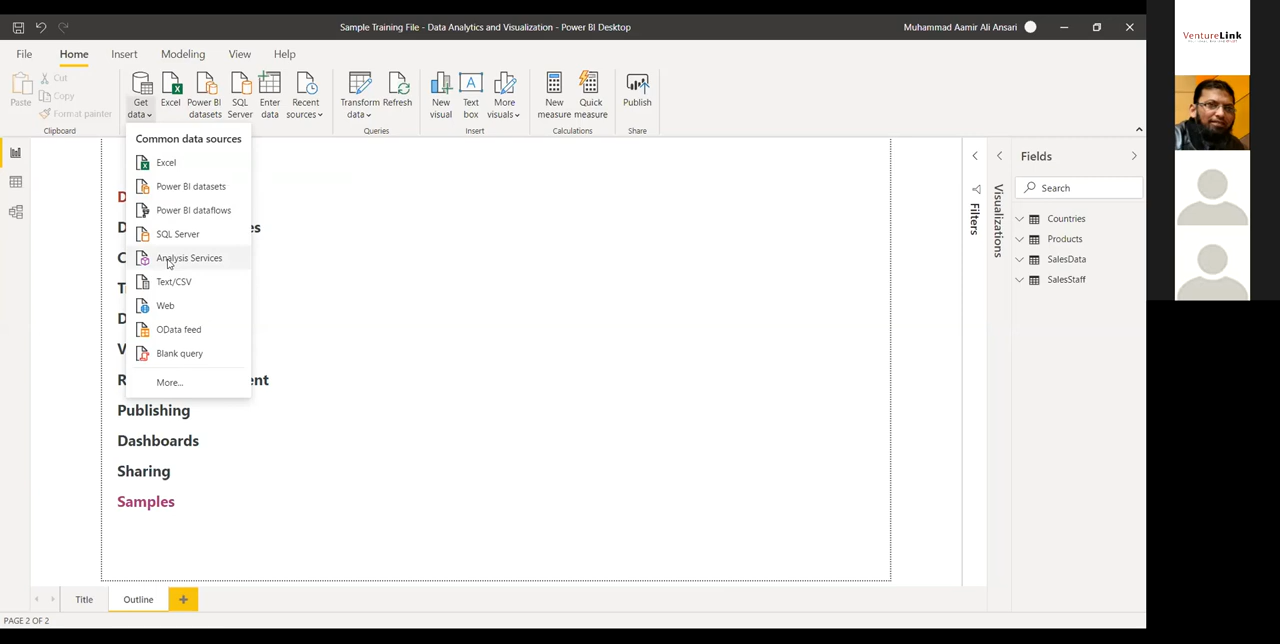 Sample Training File - Data Analytics and Visualization - Power BI Desktop
Muhammad Aamir Ali Ansari
VENTURELINK
File
Home
Insert
Modeling
View
Help
Paste
Cut
Copy
Format painter
Clipboard
Get data
Excel
Power BI datasets
SQL Server
Enter data
Recent sources
Transform data
Refresh
Queries
New visual
Text box
More visuals
Insert
New measure
Quick measure
Calculations
Publish
Share
Common data sources
Excel
Power BI datasets
Power BI dataflows
SQL Server
Analysis Services
Text/CSV
Web
OData feed
Blank query
More...
Publishing
Dashboards
Sharing
Samples
Filters
Visualizations
Fields
Search
Countries
Products
SalesData
SalesStaff
Title
Outline
PAGE 2 OF 2